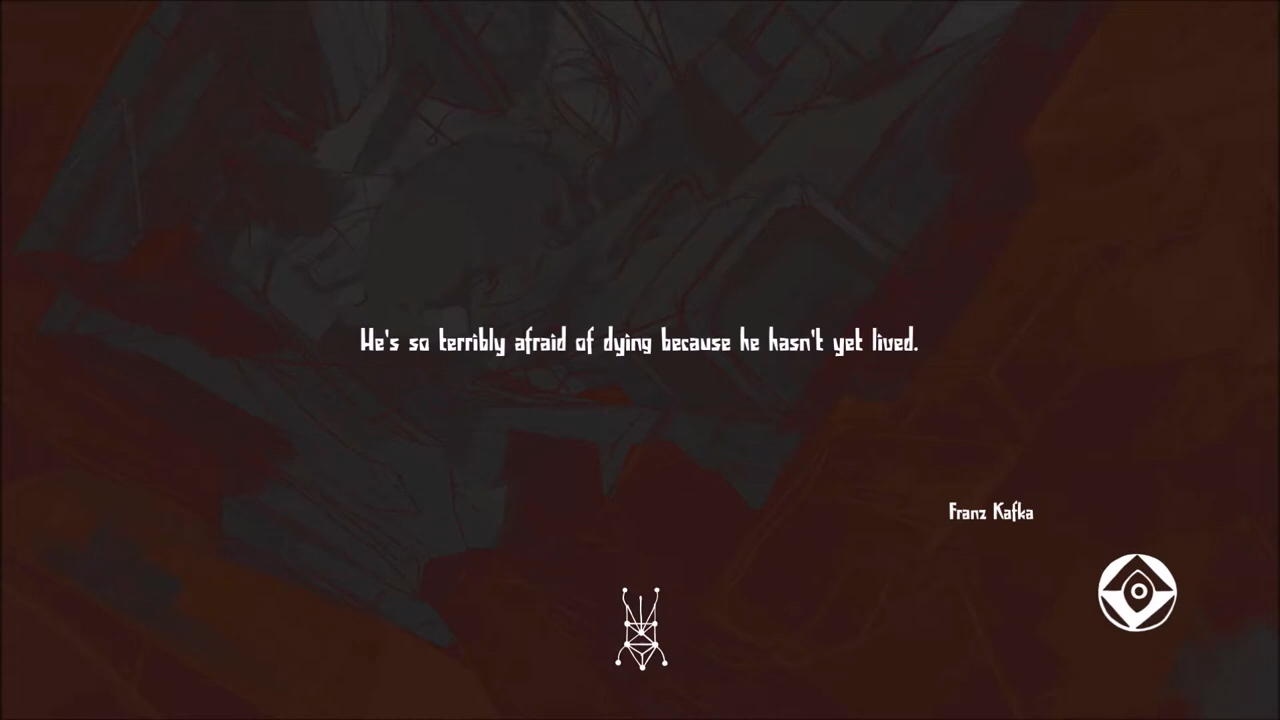 He's so terribly afraid of dying because he hasn't yet lived.
Franz Kafka